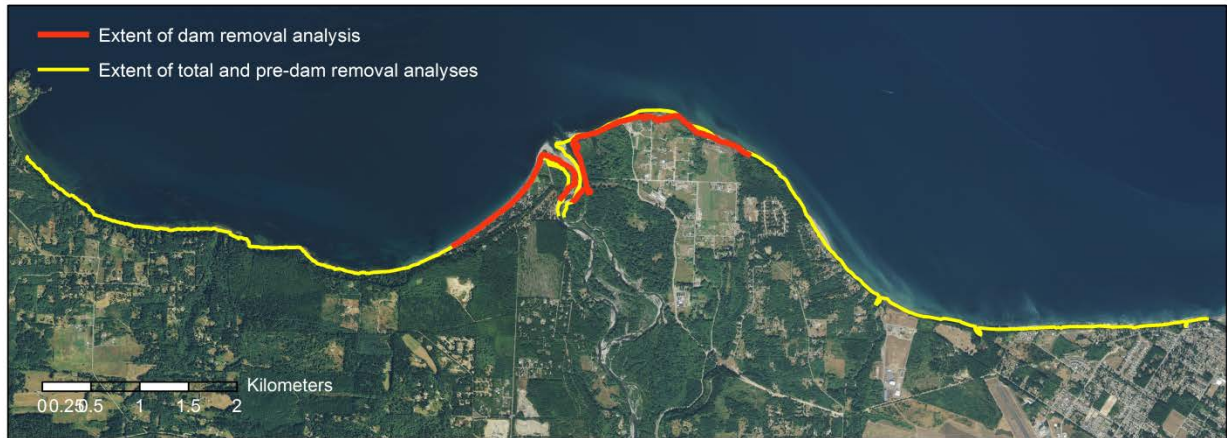 Extent of dam removal analysis
Extent of total and pre-dam removal analyses
Kilometers
0 0.25 0.5 1 1.5 2